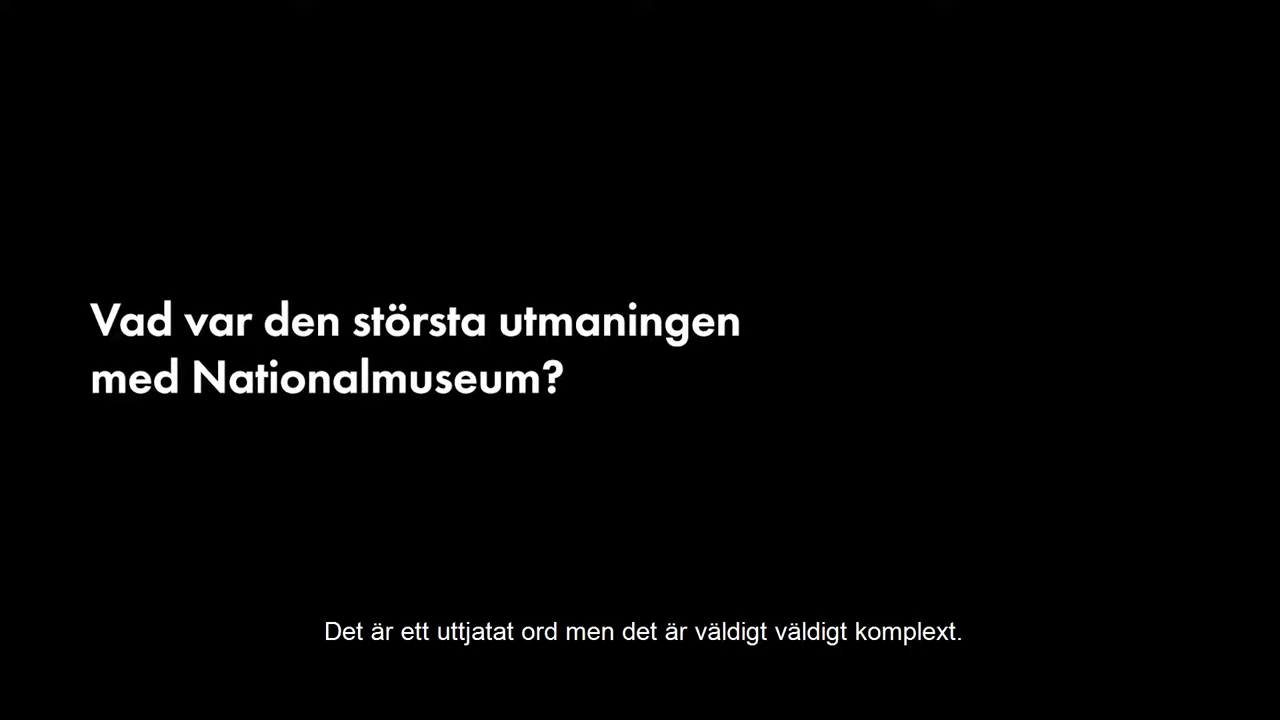 Vad var den största utmaningen
med Nationalmuseum?
Det är ett uttjatat ord men det är väldigt väldigt komplext.